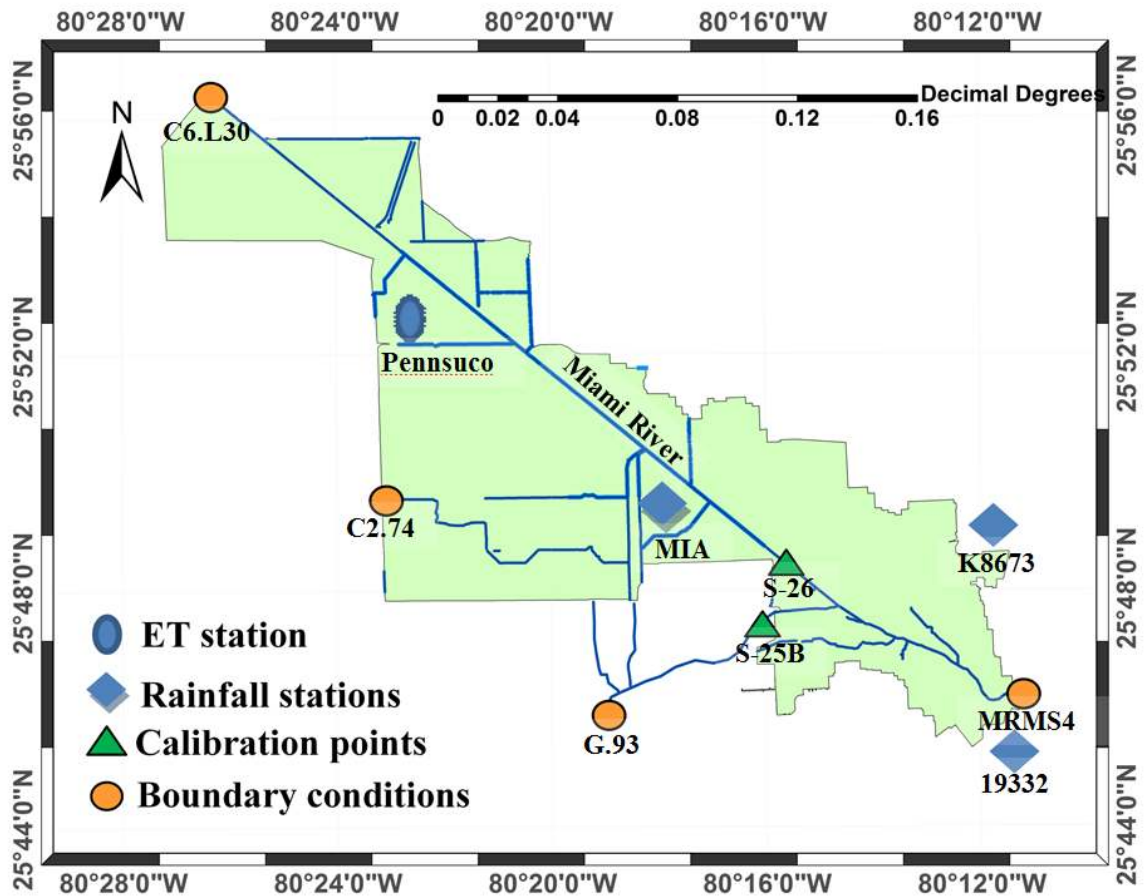 80°28'0"W 80°24'0"W 80°20'0"W 80°16'0"W 80°12'0"W
25°56'0"N
25°52'0"N
25°48'0"N
25°44'0"N
N
C6.L30
Decimal Degrees
0 0.02 0.04 0.08 0.12 0.16
Pennsuco
Miami River
C2.74
MIA
K8673
S-26
S-25B
G.93
MRMS4
19332
ET station
Rainfall stations
Calibration points
Boundary conditions
25°56'0"N
25°52'0"N
25°48'0"N
25°44'0"N
80°28'0"W 80°24'0"W 80°20'0"W 80°16'0"W 80°12'0"W